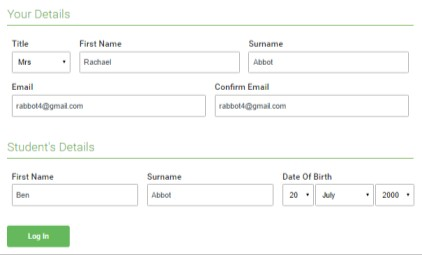 Your Details
Title First Name Surname
Mrs Rachael Abbot
Email Confirm Email
rabbot4@gmail.com rabbot4@gmail.com
Student's Details
First Name Surname Date Of Birth
Ben Abbot 20 July 2000
Log In